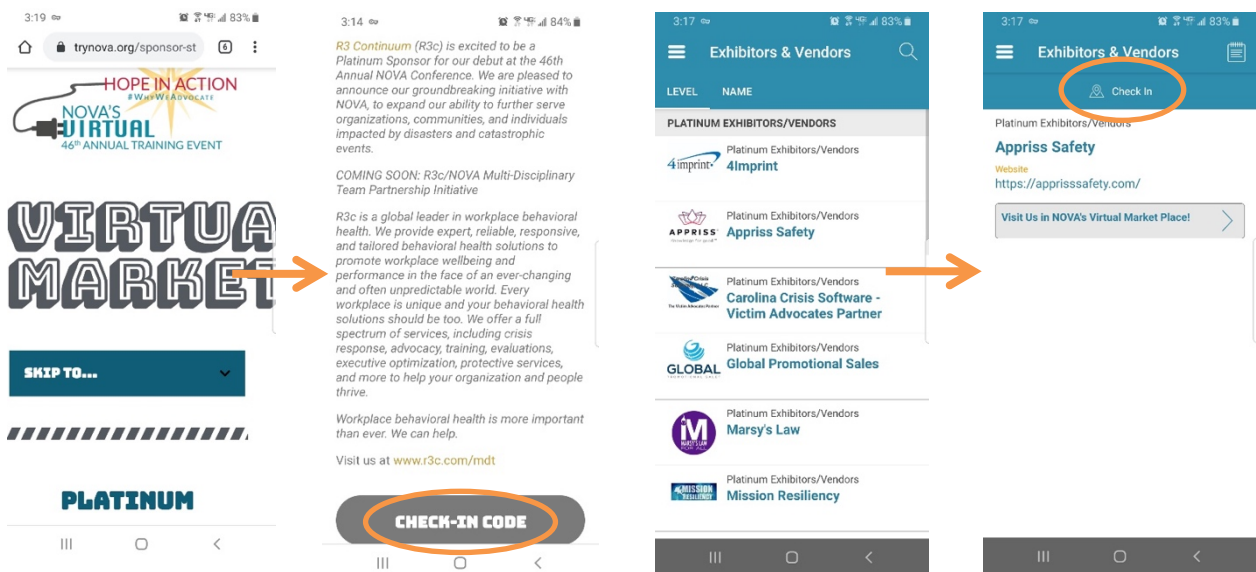 3:19
83%
trynova.org/sponsor-st
6
HOPE IN ACTION
#WHYWEADVOCATE
NOVA'S
VIRTUAL
46th ANNUAL TRAINING EVENT
VIRTUA
MARKET
SKIP TO...
PLATINUM
3:14
84%
R3 Continuum (R3c) is excited to be a
Platinum Sponsor for our debut at the 46th
Annual NOVA Conference. We are pleased to
announce our groundbreaking initiative with
NOVA, to expand our ability to further serve
organizations, communities, and individuals
impacted by disasters and catastrophic
events.
COMING SOON: R3c/NOVA Multi-Disciplinary
Team Partnership Initiative
R3c is a global leader in workplace behavioral
health. We provide expert, reliable, responsive,
and tailored behavioral health solutions to
promote workplace wellbeing and
performance in the face of an ever-changing
and often unpredictable world. Every
workplace is unique and your behavioral health
solutions should be too. We offer a full
spectrum of services, including crisis
response, advocacy, training, evaluations,
executive optimization, protective services,
and more to help your organization and people
thrive.
Workplace behavioral health is more important
than ever. We can help.
Visit us at www.r3c.com/mdt
CHECK-IN CODE
3:17
83%
Exhibitors & Vendors
LEVEL NAME
PLATINUM EXHIBITORS/VENDORS
4imprint
Platinum Exhibitors/Vendors
4Imprint
APPRISS
Platinum Exhibitors/Vendors
Appriss Safety
Platinum Exhibitors/Vendors
Carolina Crisis Software -
Victim Advocates Partner
GLOBAL
Platinum Exhibitors/Vendors
Global Promotional Sales
M
MARSY'S LAW
Platinum Exhibitors/Vendors
Marsy's Law
MISSION
RESILIENCY
Platinum Exhibitors/Vendors
Mission Resiliency
3:17
83%
Exhibitors & Vendors
Check In
Platinum Exhibitors/Vendors
Appriss Safety
Website
https://apprisssafety.com/
Visit Us in NOVA's Virtual Market Place!